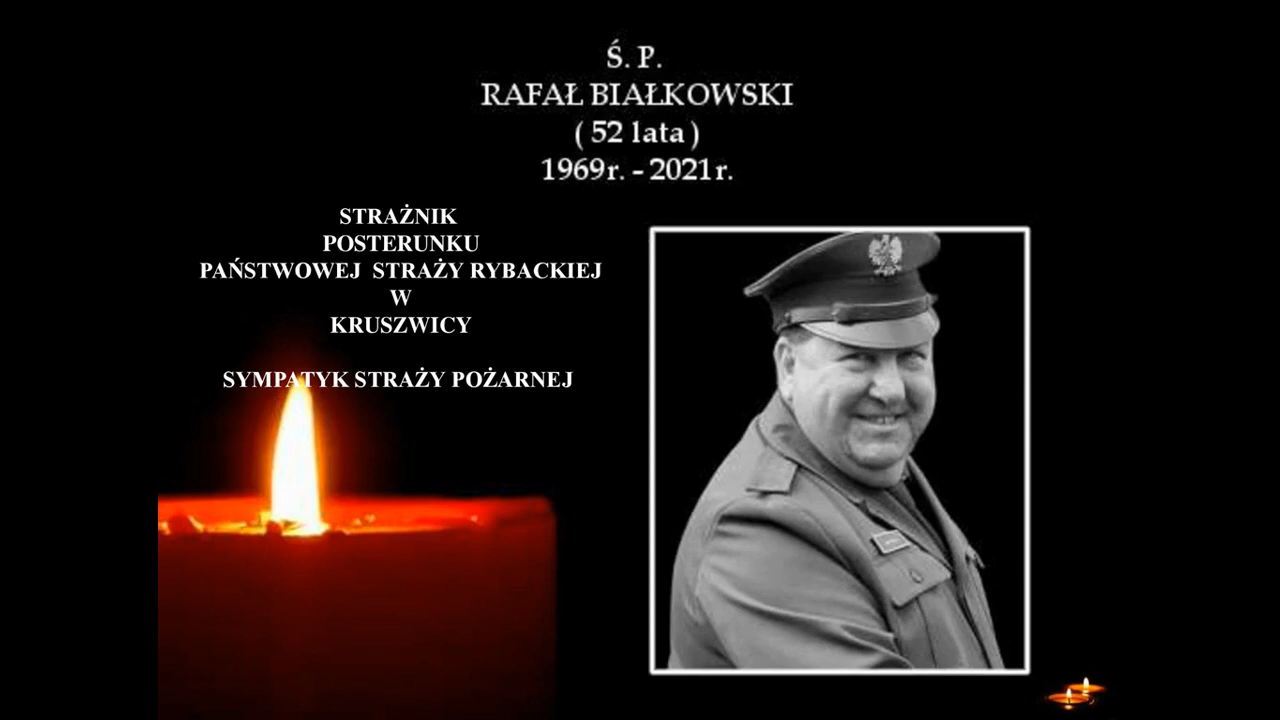 Ś. P.
RAFAŁ BIAŁKOWSKI
( 52 lata )
1969r. - 2021r.
STRAŻNIK
POSTERUNKU
PAŃSTWOWEJ STRAŻY RYBACKIEJ
W
KRUSZWICY
SYMPATYK STRAŻY POŻARNEJ